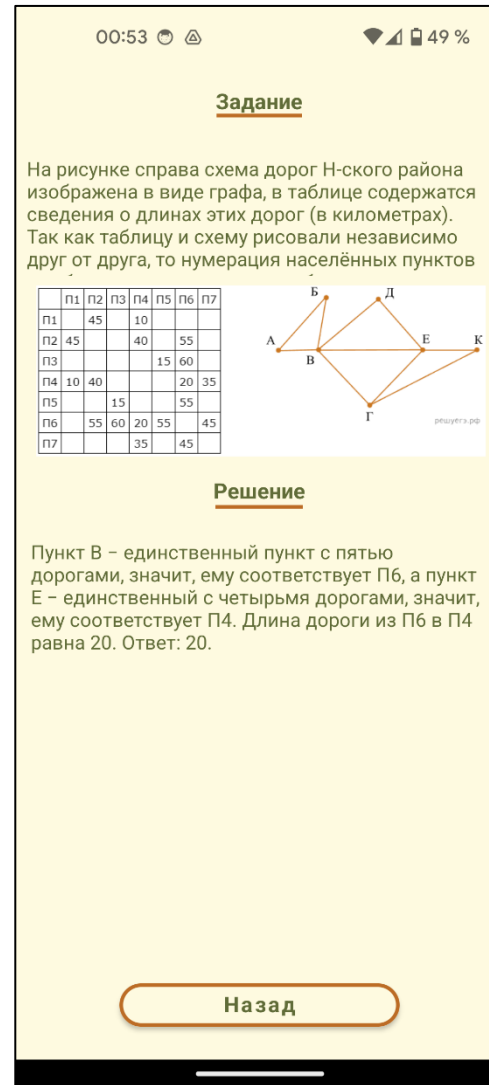 00:53 49 %
Задание
На рисунке справа схема дорог Н-ского района
изображена в виде графа, в таблице содержатся
сведения о длинах этих дорог (в километрах).
Так как таблицу и схему рисовали независимо
друг от друга, то нумерация населённых пунктов
П1 П2 П3 П4 П5 П6 П7
П1 45 10
П2 45 40 55
П3 15 60
П4 10 40 20 35
П5 15 55
П6 55 60 20 55 45
П7 35 45
Б Д
А В Е К
Г
решуегэ.рф
Решение
Пункт В – единственный пункт с пятью
дорогами, значит, ему соответствует П6, а пункт
Е – единственный с четырьмя дорогами, значит,
ему соответствует П4. Длина дороги из П6 в П4
равна 20. Ответ: 20.
Назад